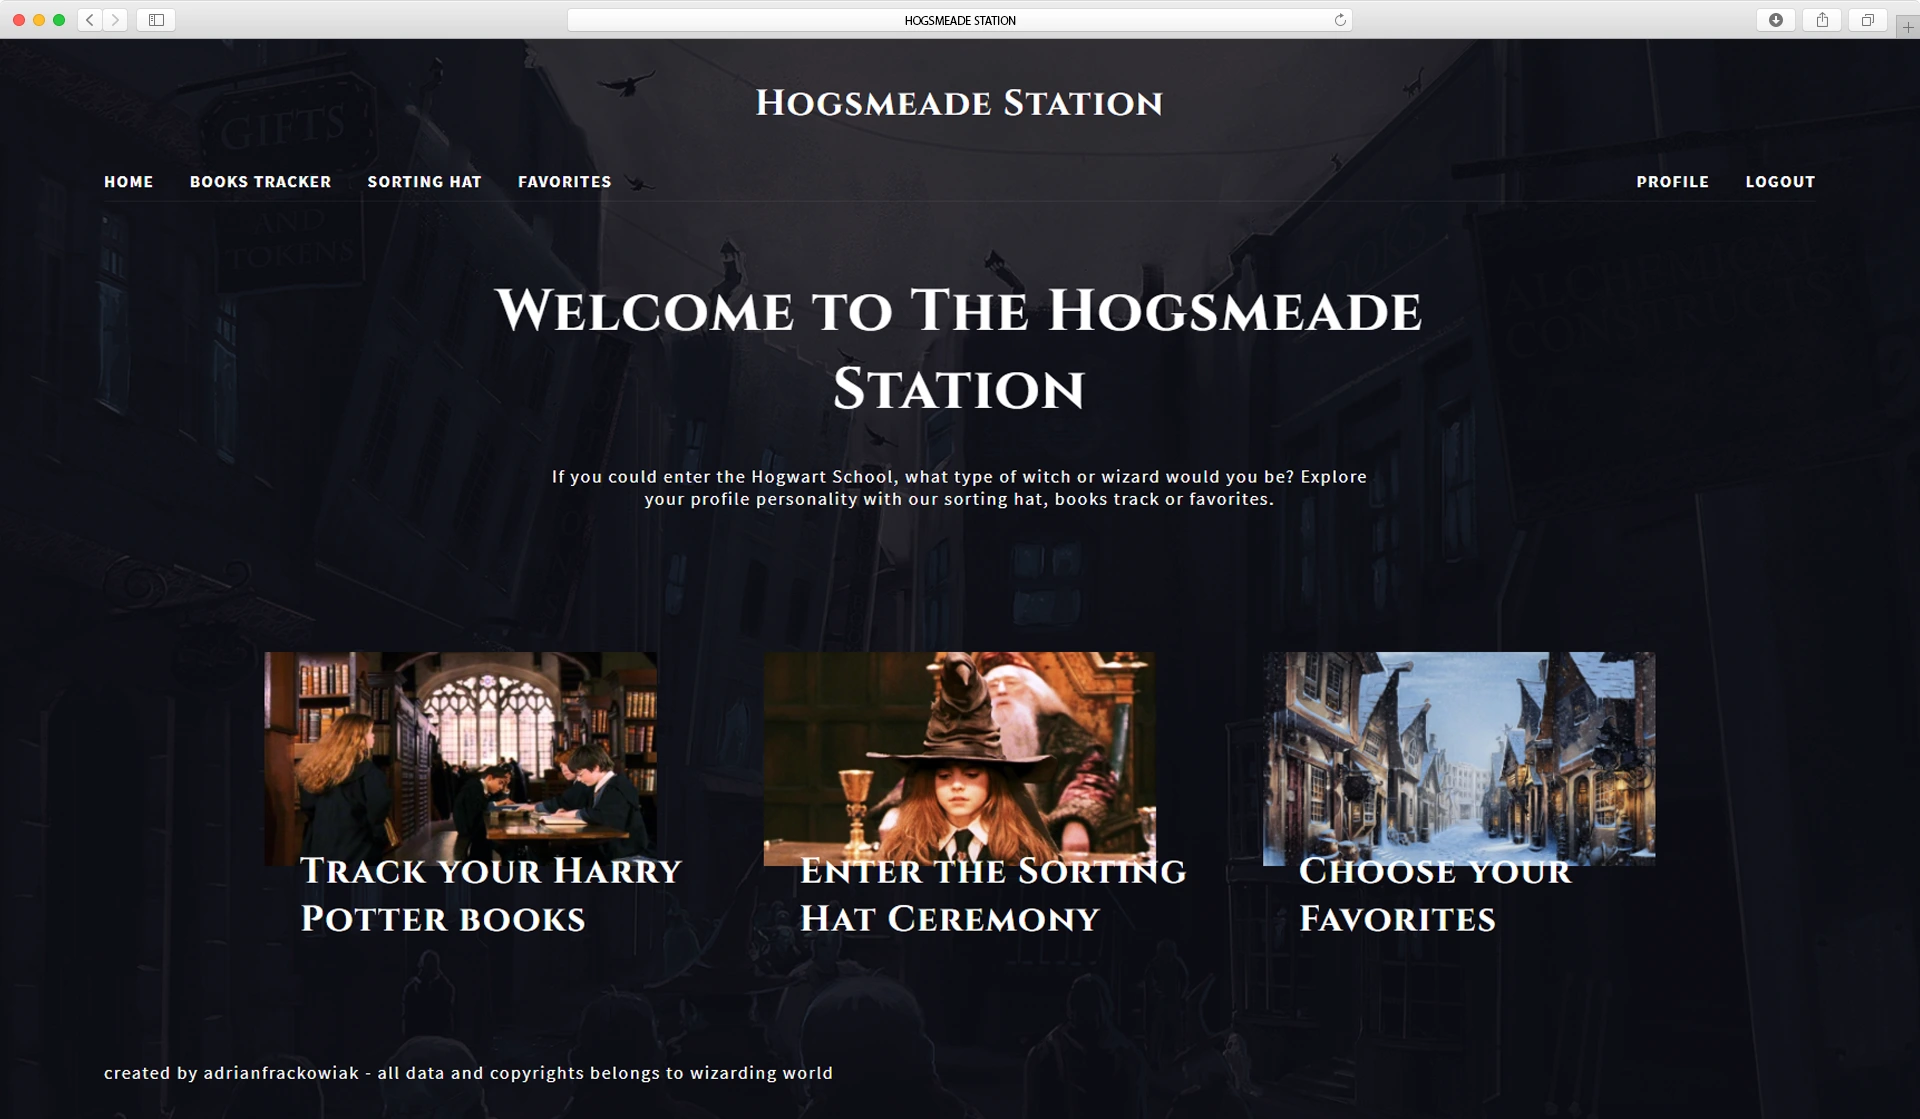 HOGSMEADE STATION
Hogsmeade Station
HOME BOOKS TRACKER SORTING HAT FAVORITES PROFILE LOGOUT
GIFTS
AND
TOKENS
Welcome to The Hogsmeade
Station
If you could enter the Hogwart School, what type of witch or wizard would you be? Explore
your profile personality with our sorting hat, books track or favorites.
Track your Harry
Potter books
Enter the Sorting
Hat Ceremony
Choose your
Favorites
created by adrianfrackowiak - all data and copyrights belongs to wizarding world